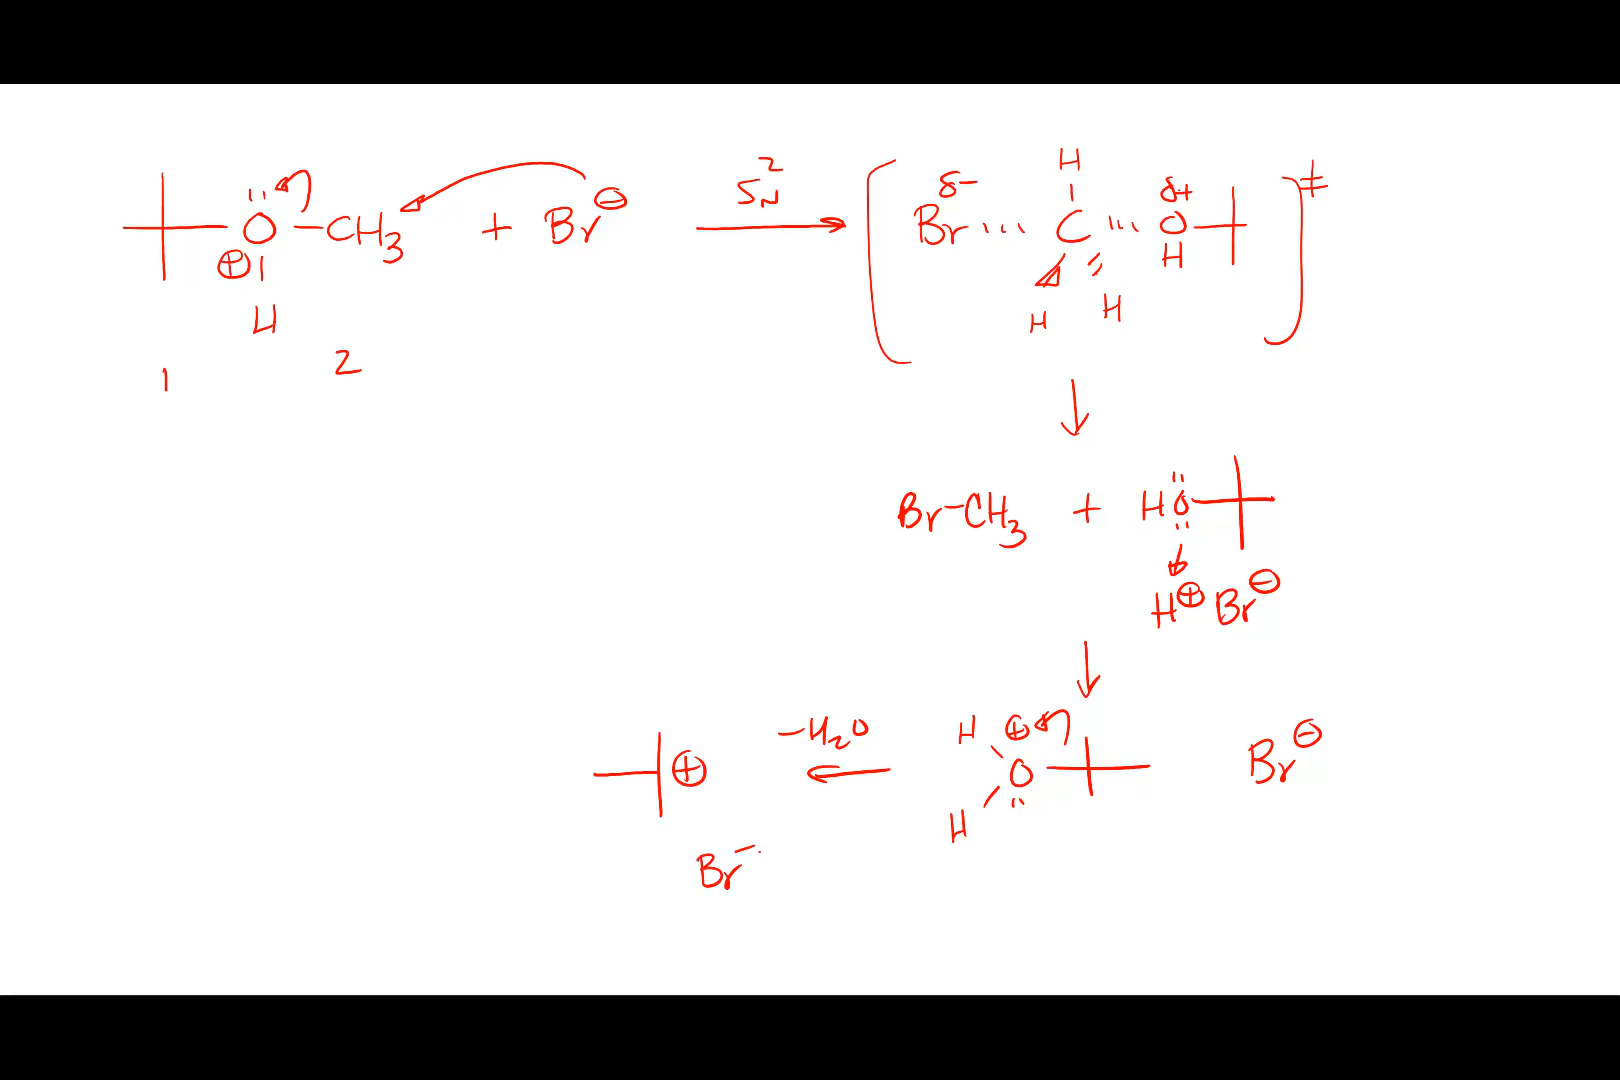 O–CH3 + Br⊖ SN2 [Br δ− ··· C ··· O δ+]‡
⊕ H H H H H
1 2
Br–CH3 + HO
H⊕ Br⊖
⊕ −H2O H H O ⊕ Br⊖
Br−